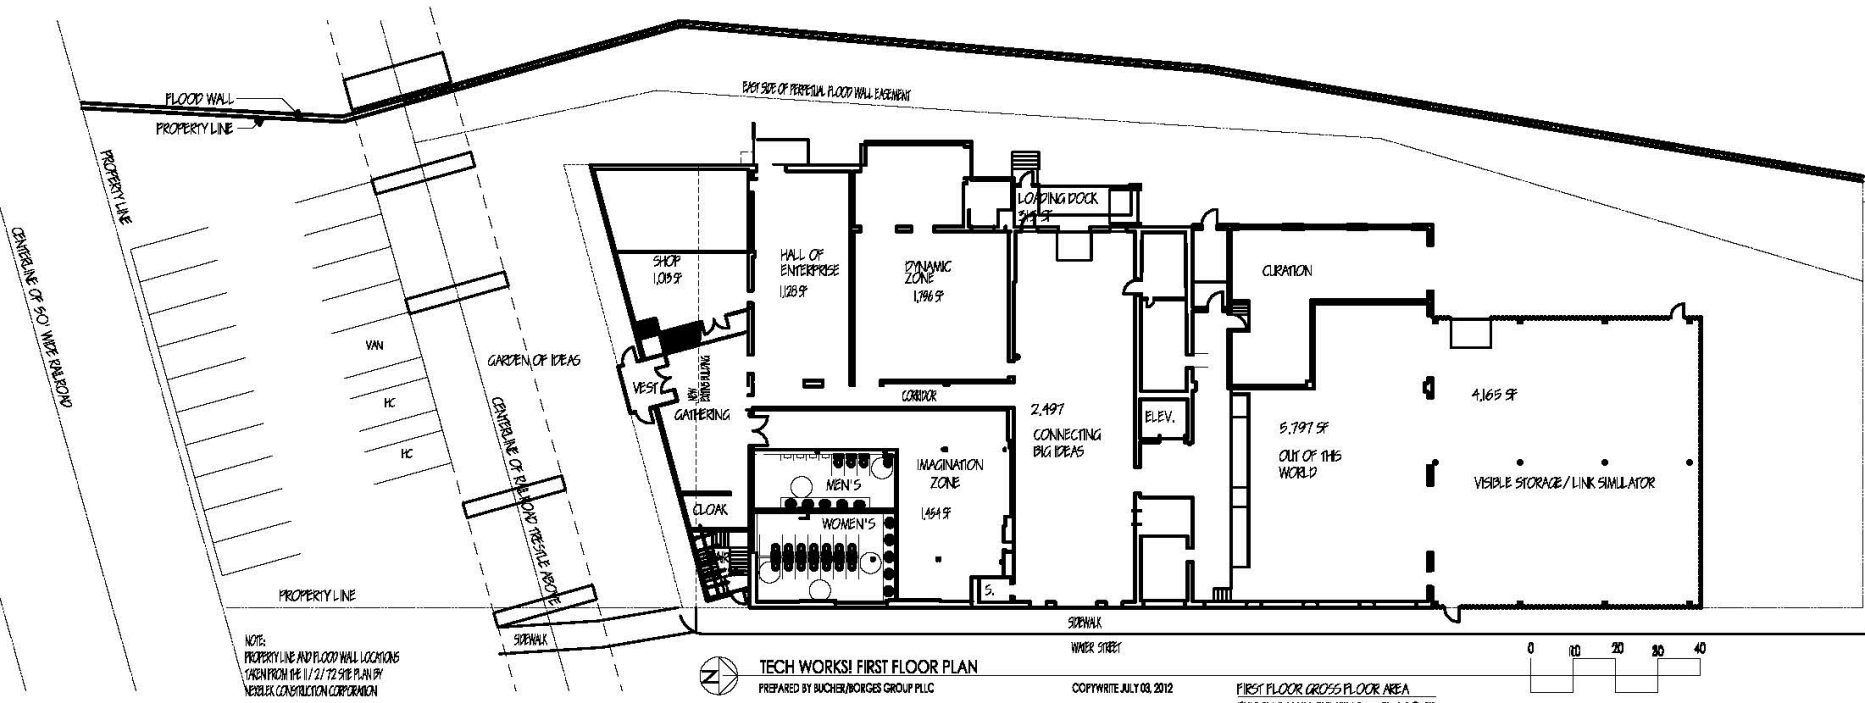 EAST SIDE OF PERPETUAL FLOOD WALL EASEMENT
FLOOD WALL
PROPERTY LINE
PROPERTY LINE
CENTERLINE OF 50' WIDE RAILROAD
LOADING DOCK
SHOP
1,013 SF
HALL OF
ENTERPRISE
1,128 SF
DYNAMIC
ZONE
1,796 SF
CURATION
VAN
GARDEN OF IDEAS
VEST
HC
HC
CENTERLINE OF RAILROAD TRESTLE ABOVE
GATHERING
CORRIDOR
2,497
CONNECTING
BIG IDEAS
ELEV.
5,797 SF
OUT OF THIS
WORLD
4,165 SF
VISIBLE STORAGE/ LINK SIMULATOR
IMAGINATION
ZONE
1,454 SF
MEN'S
CLOAK
WOMEN'S
S.
PROPERTY LINE
SIDEWALK
SIDEWALK
WATER STREET
NOTE:
PROPERTY LINE AND FLOOD WALL LOCATIONS
TAKEN FROM THE 11/2/72 SITE PLAN BY
CONSTRUCTION CORPORATION
N
TECH WORKS! FIRST FLOOR PLAN
PREPARED BY BUCHER/BORGES GROUP PLLC
COPYWRITE JULY 03, 2012
0 10 20 30 40
FIRST FLOOR GROSS FLOOR AREA